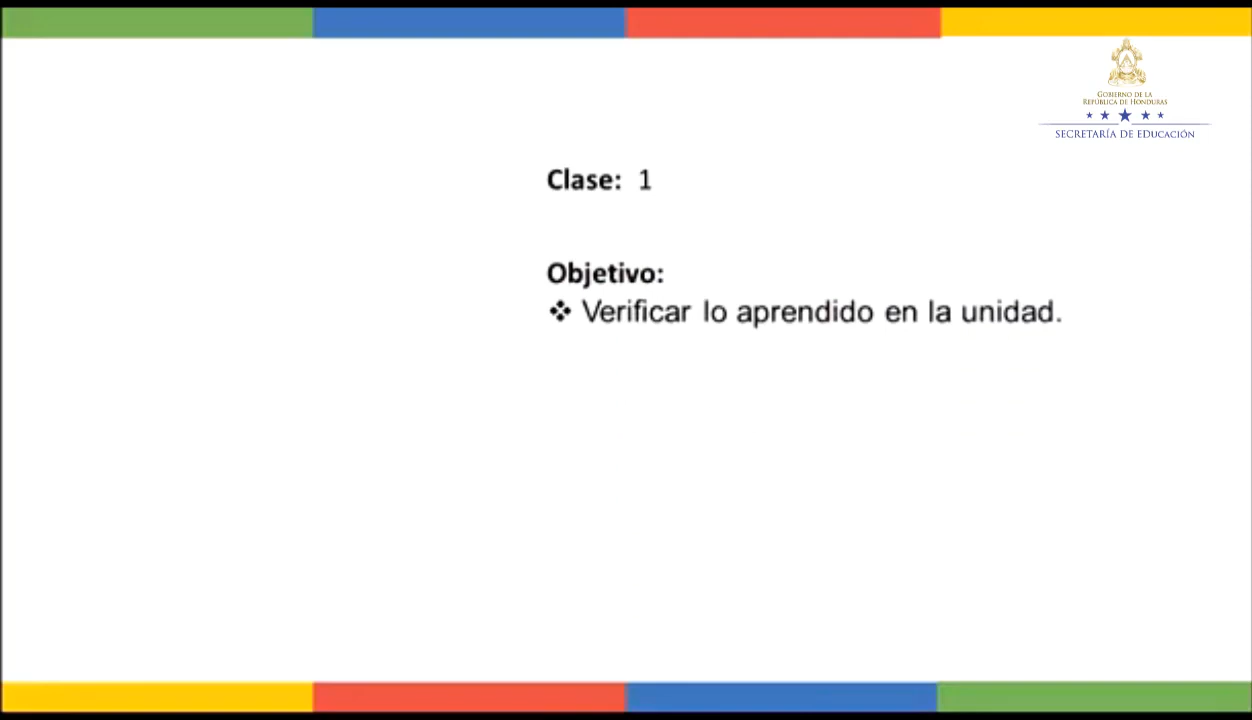 GOBIERNO DE LA
REPÚBLICA DE HONDURAS
SECRETARÍA DE EDUCACIÓN
Clase: 1
Objetivo:
❖ Verificar lo aprendido en la unidad.